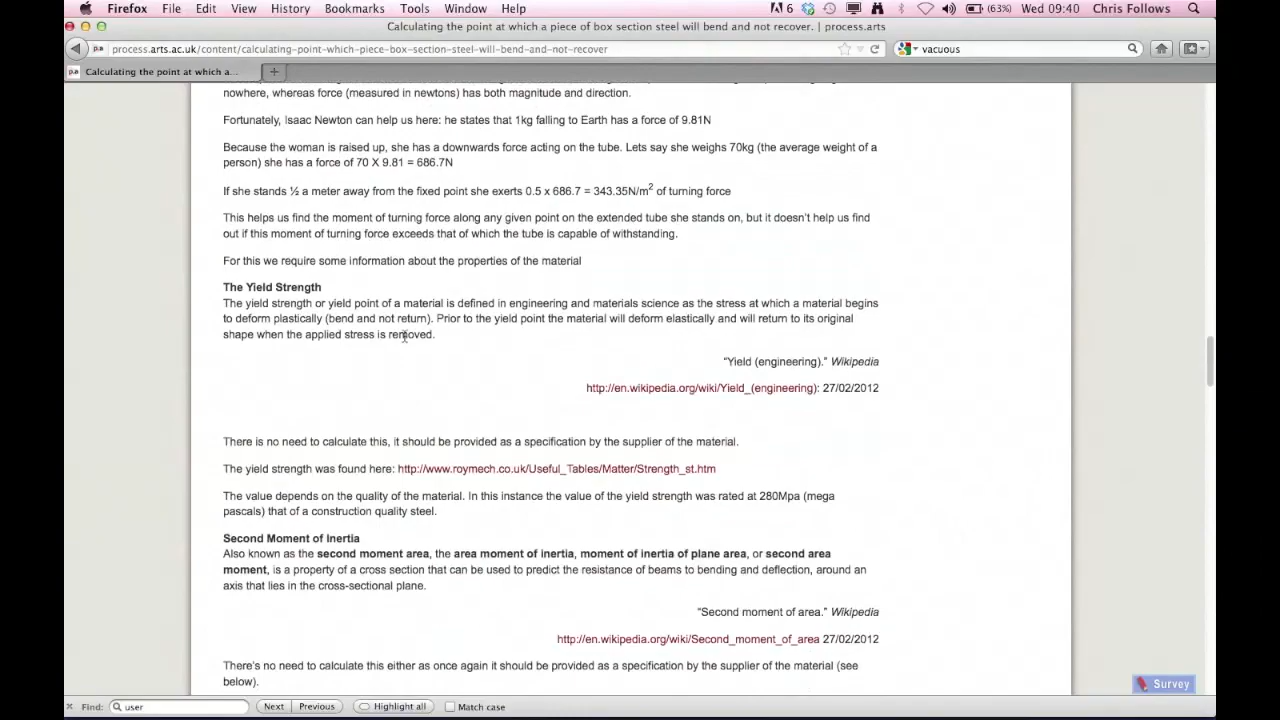 Firefox File Edit View History Bookmarks Tools Window Help 6 (63%) Wed 09:40 Chris Follows
Calculating the point at which a piece of box section steel will bend and not recover. | process.arts
process.arts.ac.uk/content/calculating-point-which-piece-box-section-steel-will-bend-and-not-recover vacuous
Calculating the point at which a...
nowhere, whereas force (measured in newtons) has both magnitude and direction.
Fortunately, Isaac Newton can help us here: he states that 1kg falling to Earth has a force of 9.81N
Because the woman is raised up, she has a downwards force acting on the tube. Lets say she weighs 70kg (the average weight of a
person) she has a force of 70 X 9.81 = 686.7N
If she stands ½ a meter away from the fixed point she exerts 0.5 x 686.7 = 343.35N/m² of turning force
This helps us find the moment of turning force along any given point on the extended tube she stands on, but it doesn't help us find
out if this moment of turning force exceeds that of which the tube is capable of withstanding.
For this we require some information about the properties of the material
The Yield Strength
The yield strength or yield point of a material is defined in engineering and materials science as the stress at which a material begins
to deform plastically (bend and not return). Prior to the yield point the material will deform elastically and will return to its original
shape when the applied stress is removed.
“Yield (engineering).” Wikipedia
http://en.wikipedia.org/wiki/Yield_(engineering): 27/02/2012
There is no need to calculate this, it should be provided as a specification by the supplier of the material.
The yield strength was found here: http://www.roymech.co.uk/Useful_Tables/Matter/Strength_st.htm
The value depends on the quality of the material. In this instance the value of the yield strength was rated at 280Mpa (mega
pascals) that of a construction quality steel.
Second Moment of Inertia
Also known as the second moment area, the area moment of inertia, moment of inertia of plane area, or second area
moment, is a property of a cross section that can be used to predict the resistance of beams to bending and deflection, around an
axis that lies in the cross-sectional plane.
“Second moment of area.” Wikipedia
http://en.wikipedia.org/wiki/Second_moment_of_area 27/02/2012
There's no need to calculate this either as once again it should be provided as a specification by the supplier of the material (see
below).
Survey
Find: user Next Previous Highlight all Match case